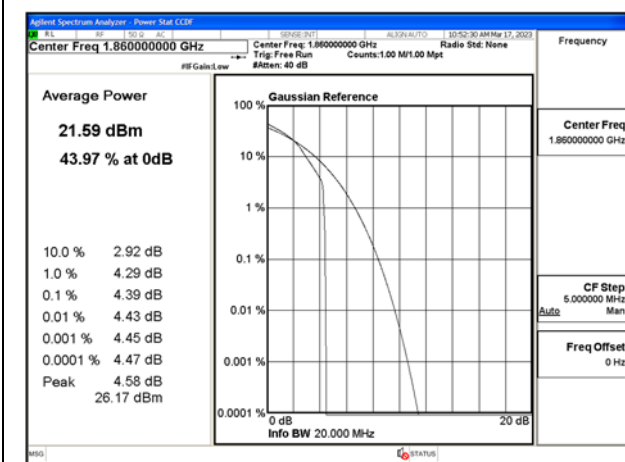 Agilent Spectrum Analyzer - Power Stat CCDF
RL RF 50 Ω AC SENSE:INT ALIGN AUTO 10:52:30 AM Mar 17, 2023
Center Freq 1.860000000 GHz
Center Freq: 1.860000000 GHz Radio Std: None
Trig: Free Run Counts:1.00 M/1.00 Mpt
#IFGain:Low #Atten: 40 dB
Frequency
Average Power
21.59 dBm
43.97 % at 0dB
10.0 % 2.92 dB
1.0 % 4.29 dB
0.1 % 4.39 dB
0.01 % 4.43 dB
0.001 % 4.45 dB
0.0001 % 4.47 dB
Peak 4.58 dB
26.17 dBm
Gaussian Reference
100 %
10 %
1 %
0.1 %
0.01 %
0.001 %
0.0001 %
0 dB 20 dB
Info BW 20.000 MHz
Center Freq
1.860000000 GHz
CF Step
5.000000 MHz
Auto Man
Freq Offset
0 Hz
MSG STATUS